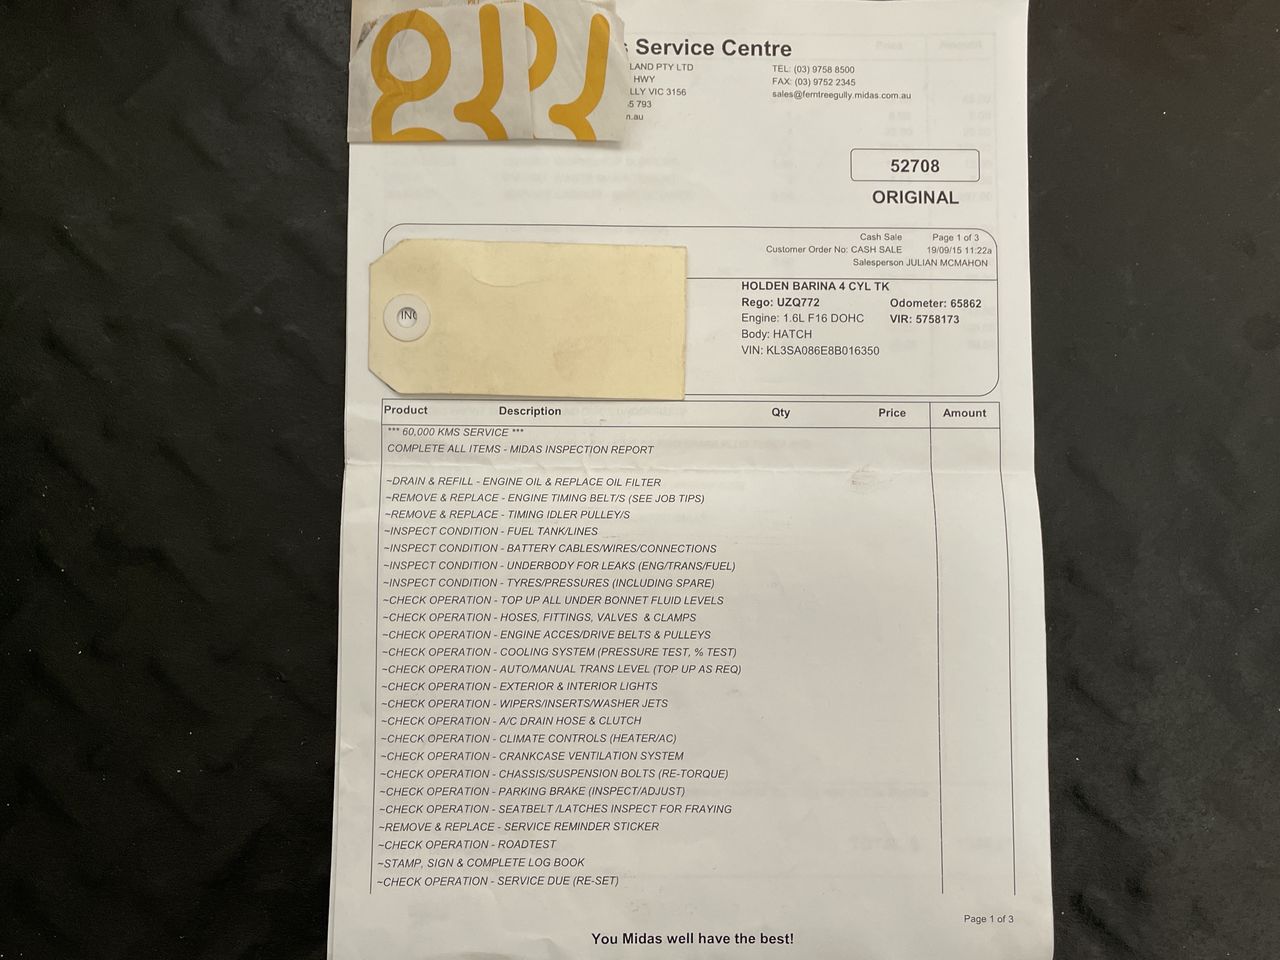 Service Centre
LAND PTY LTD
TEL: (03) 9758 8500
HWY
FAX: (03) 9752 2345
LLY VIC 3156
sales@ferntreegully.midas.com.au
793
52708
ORIGINAL
Cash Sale Page 1 of 3
Customer Order No: CASH SALE 19/09/15 11:22a
Salesperson JULIAN MCMAHON
HOLDEN BARINA 4 CYL TK
Rego: UZQ772 Odometer: 65862
Engine: 1.6L F16 DOHC VIR: 5758173
Body: HATCH
VIN: KL3SA086E8B016350
Product Description Qty Price Amount
*** 60,000 KMS SERVICE ***
COMPLETE ALL ITEMS - MIDAS INSPECTION REPORT
~DRAIN & REFILL - ENGINE OIL & REPLACE OIL FILTER
~REMOVE & REPLACE - ENGINE TIMING BELT/S (SEE JOB TIPS)
~REMOVE & REPLACE - TIMING IDLER PULLEY/S
~INSPECT CONDITION - FUEL TANK/LINES
~INSPECT CONDITION - BATTERY CABLES/WIRES/CONNECTIONS
~INSPECT CONDITION - UNDERBODY FOR LEAKS (ENG/TRANS/FUEL)
~INSPECT CONDITION - TYRES/PRESSURES (INCLUDING SPARE)
~CHECK OPERATION - TOP UP ALL UNDER BONNET FLUID LEVELS
~CHECK OPERATION - HOSES, FITTINGS, VALVES & CLAMPS
~CHECK OPERATION - ENGINE ACCES/DRIVE BELTS & PULLEYS
~CHECK OPERATION - COOLING SYSTEM (PRESSURE TEST, % TEST)
~CHECK OPERATION - AUTO/MANUAL TRANS LEVEL (TOP UP AS REQ)
~CHECK OPERATION - EXTERIOR & INTERIOR LIGHTS
~CHECK OPERATION - WIPERS/INSERTS/WASHER JETS
~CHECK OPERATION - A/C DRAIN HOSE & CLUTCH
~CHECK OPERATION - CLIMATE CONTROLS (HEATER/AC)
~CHECK OPERATION - CRANKCASE VENTILATION SYSTEM
~CHECK OPERATION - CHASSIS/SUSPENSION BOLTS (RE-TORQUE)
~CHECK OPERATION - PARKING BRAKE (INSPECT/ADJUST)
~CHECK OPERATION - SEATBELT /LATCHES INSPECT FOR FRAYING
~REMOVE & REPLACE - SERVICE REMINDER STICKER
~CHECK OPERATION - ROADTEST
~STAMP, SIGN & COMPLETE LOG BOOK
~CHECK OPERATION - SERVICE DUE (RE-SET)
Page 1 of 3
You Midas well have the best!